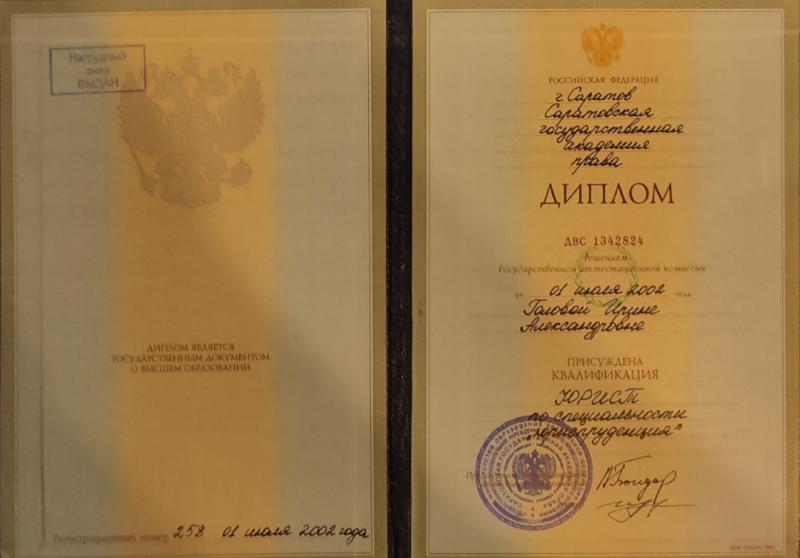 Нагрудный
знак
ВЫДАН
ДИПЛОМ ЯВЛЯЕТСЯ
ГОСУДАРСТВЕННЫМ ДОКУМЕНТОМ
О ВЫСШЕМ ОБРАЗОВАНИИ
Регистрационный номер 258 01 июля 2002 года
РОССИЙСКАЯ ФЕДЕРАЦИЯ
г. Саратов
Саратовская
государственная
академия
права
ДИПЛОМ
ДВС 1342824
Решением
Государственной аттестационной комиссии
от 01 июля 2002 года
Головой Ирине
Александровне
ПРИСУЖДЕНА
КВАЛИФИКАЦИЯ
ЮРИСТ
по специальности
"Юриспруденция"